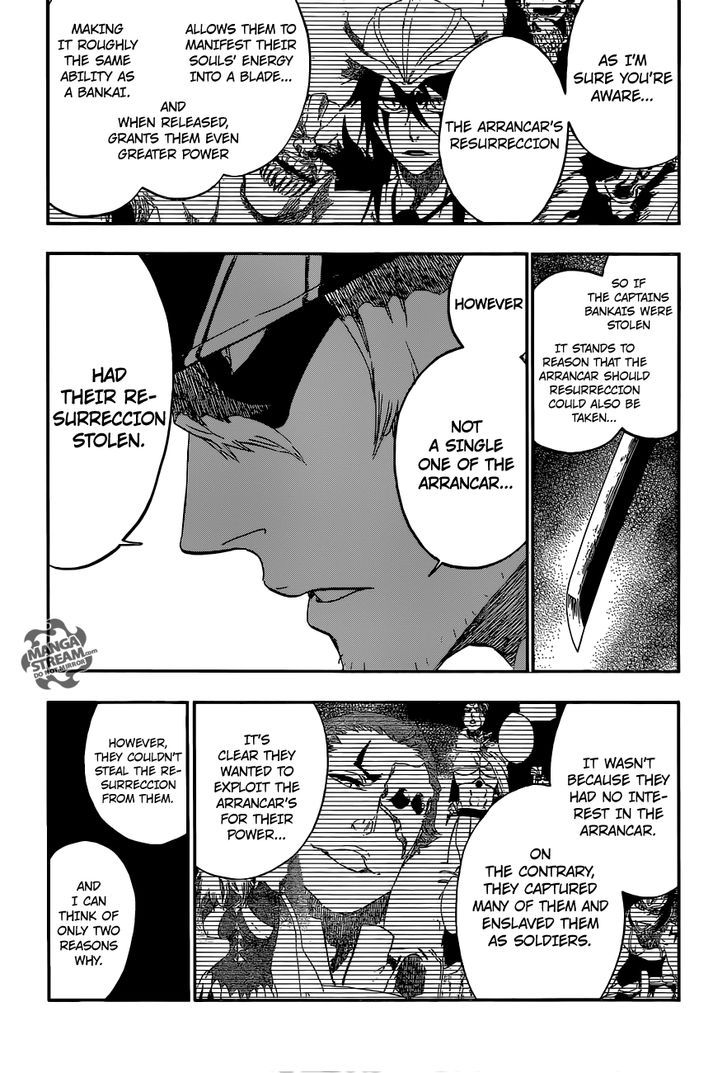 AS I'M
SURE YOU'RE
AWARE...
THE ARRANCAR'S
RESURRECCION
ALLOWS THEM TO
MANIFEST THEIR
SOULS' ENERGY
INTO A BLADE...
AND
WHEN RELEASED,
GRANTS THEM EVEN
GREATER POWER
MAKING
IT ROUGHLY
THE SAME
ABILITY AS
A BANKAI.
SO IF
THE CAPTAINS
BANKAIS WERE
STOLEN
IT STANDS TO
REASON THAT THE
ARRANCAR SHOULD
RESURRECCION
COULD ALSO BE
TAKEN...
HOWEVER
NOT
A SINGLE
ONE OF THE
ARRANCAR...
HAD
THEIR RE-
SURRECCION
STOLEN.
MANGA
STREAM.com
DO NOT MIRROR!
IT WASN'T
BECAUSE THEY
HAD NO INTE-
REST IN THE
ARRANCAR.
ON
THE CONTRARY,
THEY CAPTURED
MANY OF THEM AND
ENSLAVED THEM
AS SOLDIERS.
IT'S
CLEAR THEY
WANTED TO
EXPLOIT THE
ARRANCAR'S
FOR THEIR
POWER...
HOWEVER,
THEY COULDN'T
STEAL THE RE-
SURRECCION
FROM THEM.
AND
I CAN
THINK OF
ONLY TWO
REASONS
WHY.